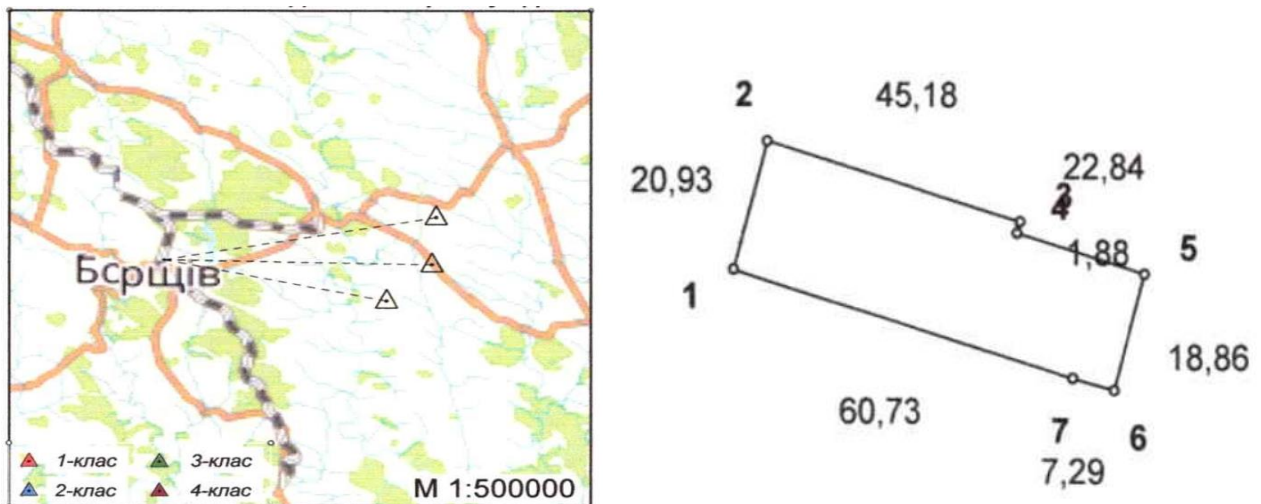 Борщів
1-клас
2-клас
3-клас
4-клас
М 1:500000
2
45,18
20,93
22,84
3
4
1,88
5
1
18,86
60,73
7
6
7,29